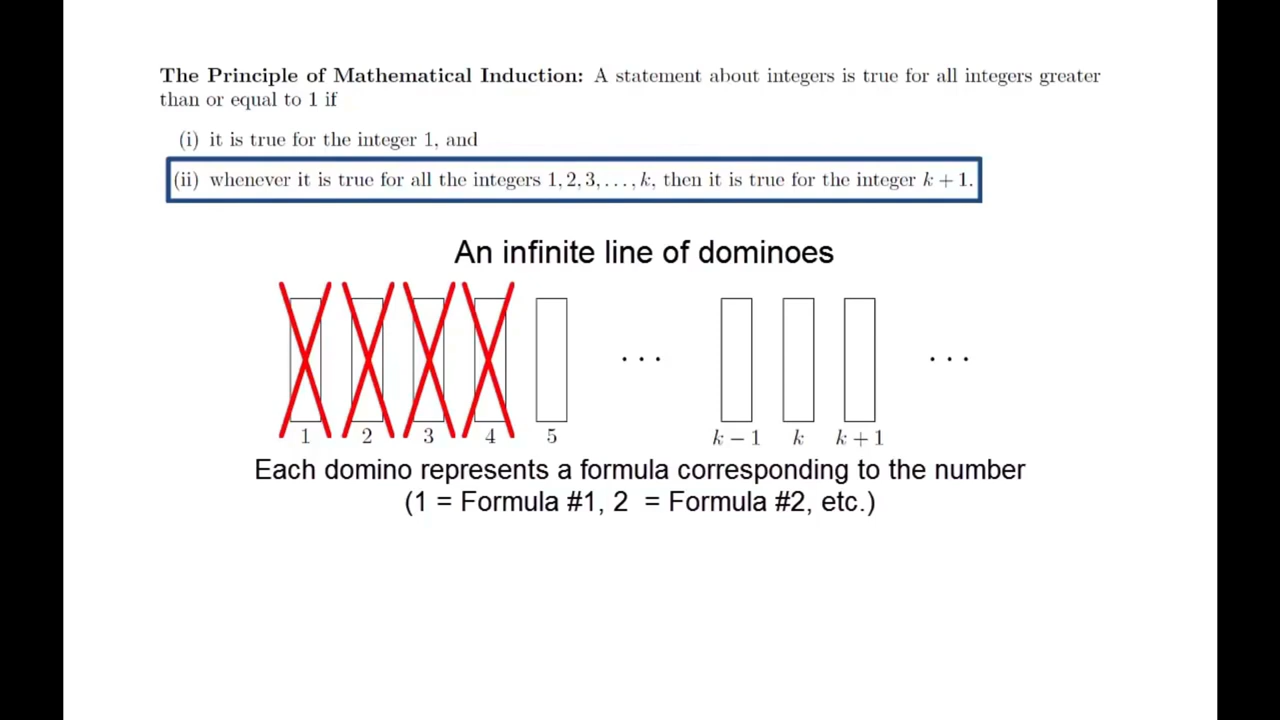 The Principle of Mathematical Induction: A statement about integers is true for all integers greater
than or equal to 1 if
(i) it is true for the integer 1, and
(ii) whenever it is true for all the integers 1, 2, 3, . . . , k, then it is true for the integer k + 1.
An infinite line of dominoes
. . . . . .
1 2 3 4 5 k − 1 k k + 1
Each domino represents a formula corresponding to the number
(1 = Formula #1, 2 = Formula #2, etc.)